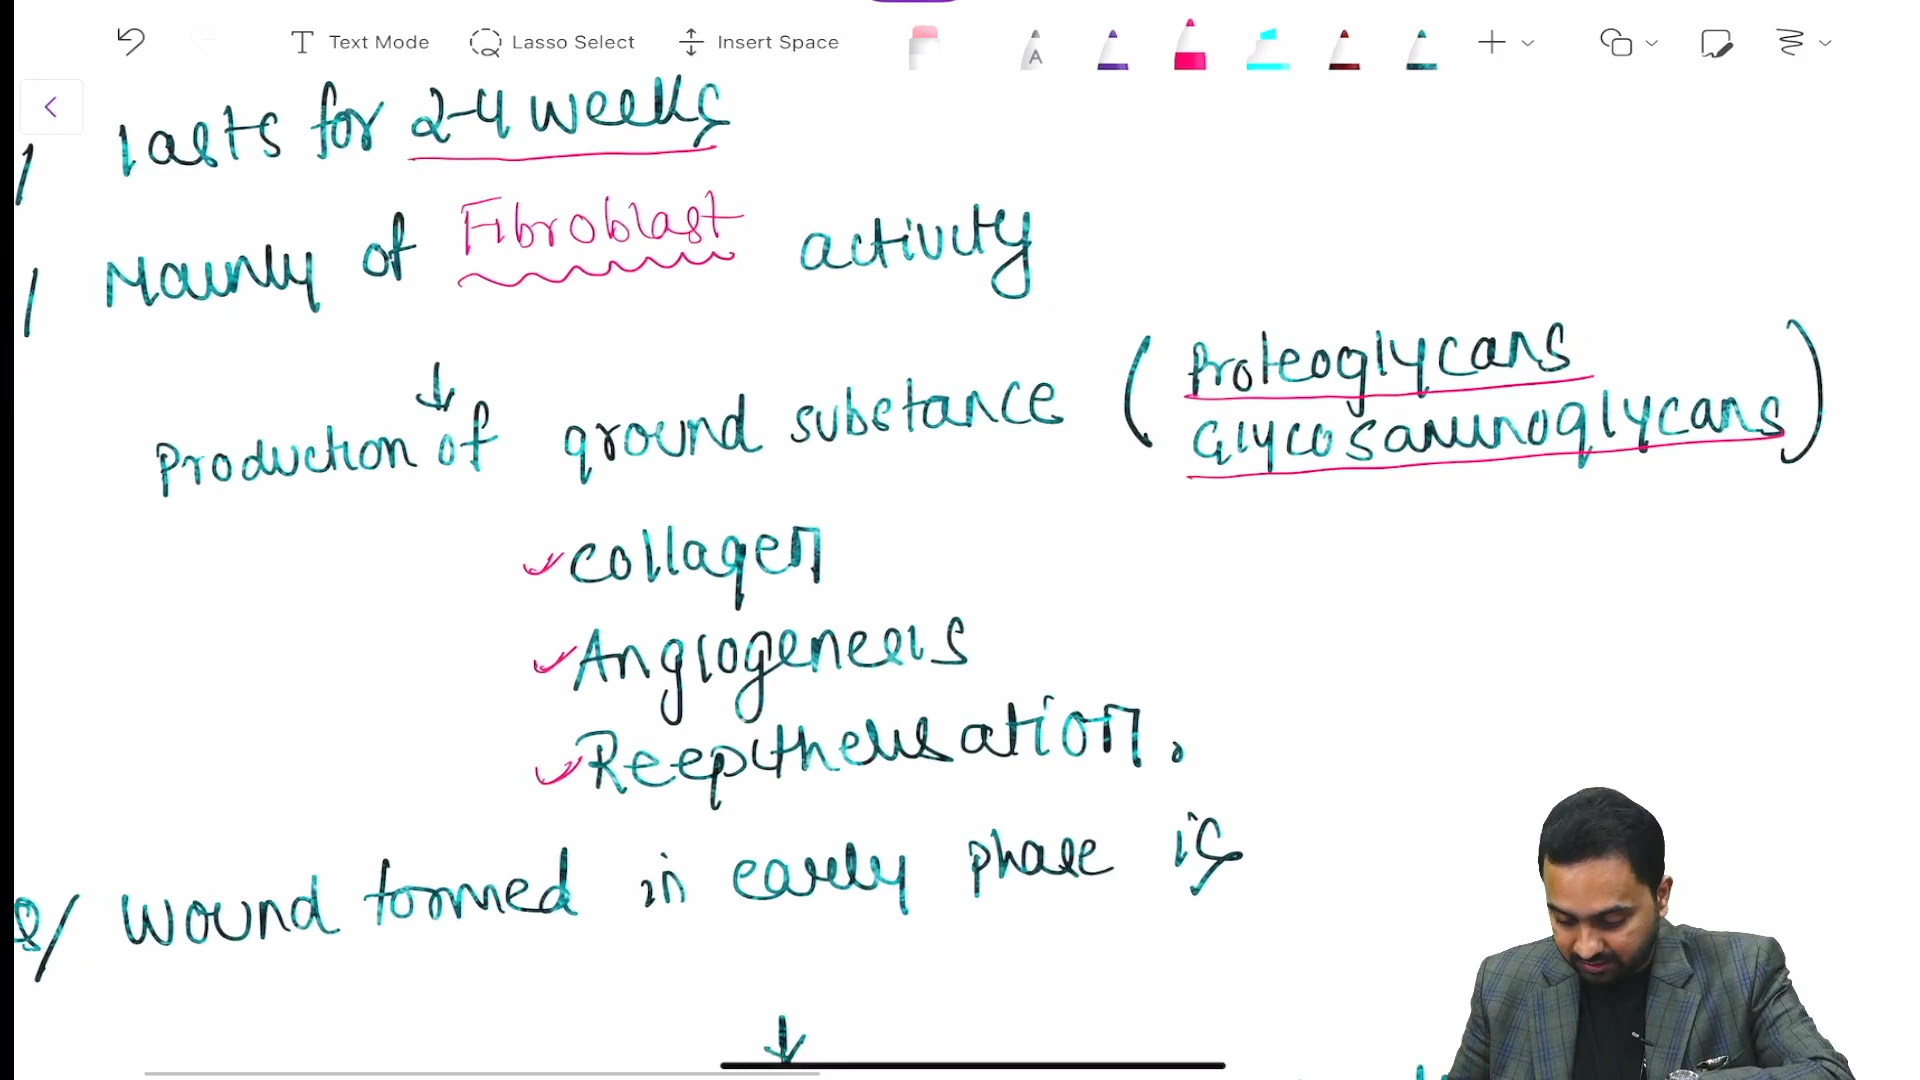 Text Mode Lasso Select Insert Space
/ Lasts for 2-4 weeks
/ Mainly of Fibroblast activity
↓
Production of ground substance (Proteoglycans
Glycosaminoglycans)
✓ Collagen
✓ Angiogenesis
✓ Reepithelisation.
8/ Wound formed in early phase is
↓